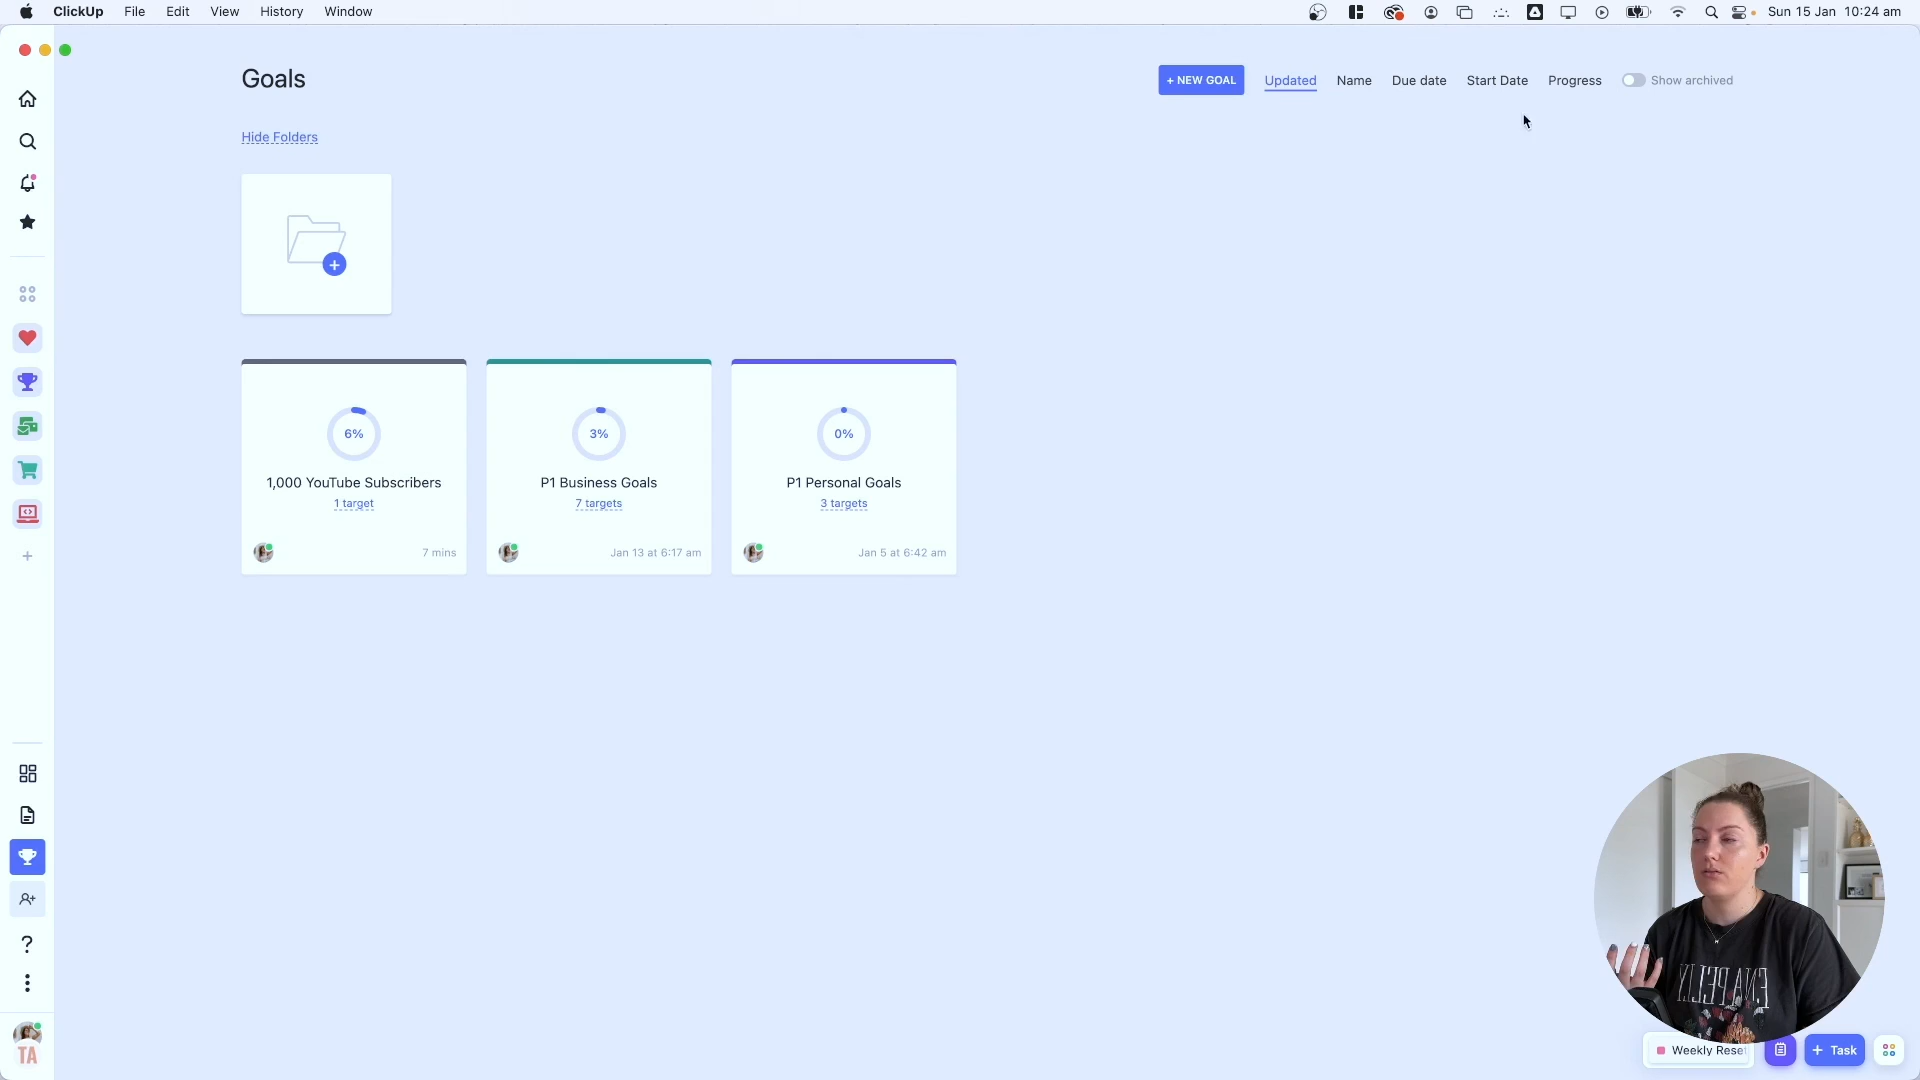 ClickUp File Edit View History Window Sun 15 Jan 10:24 am
Goals
+ NEW GOAL Updated Name Due date Start Date Progress Show archived
Hide Folders
6%
1,000 YouTube Subscribers
1 target
7 mins
3%
P1 Business Goals
7 targets
Jan 13 at 6:17 am
0%
P1 Personal Goals
3 targets
Jan 5 at 6:42 am
TA
Weekly Reset
+ Task